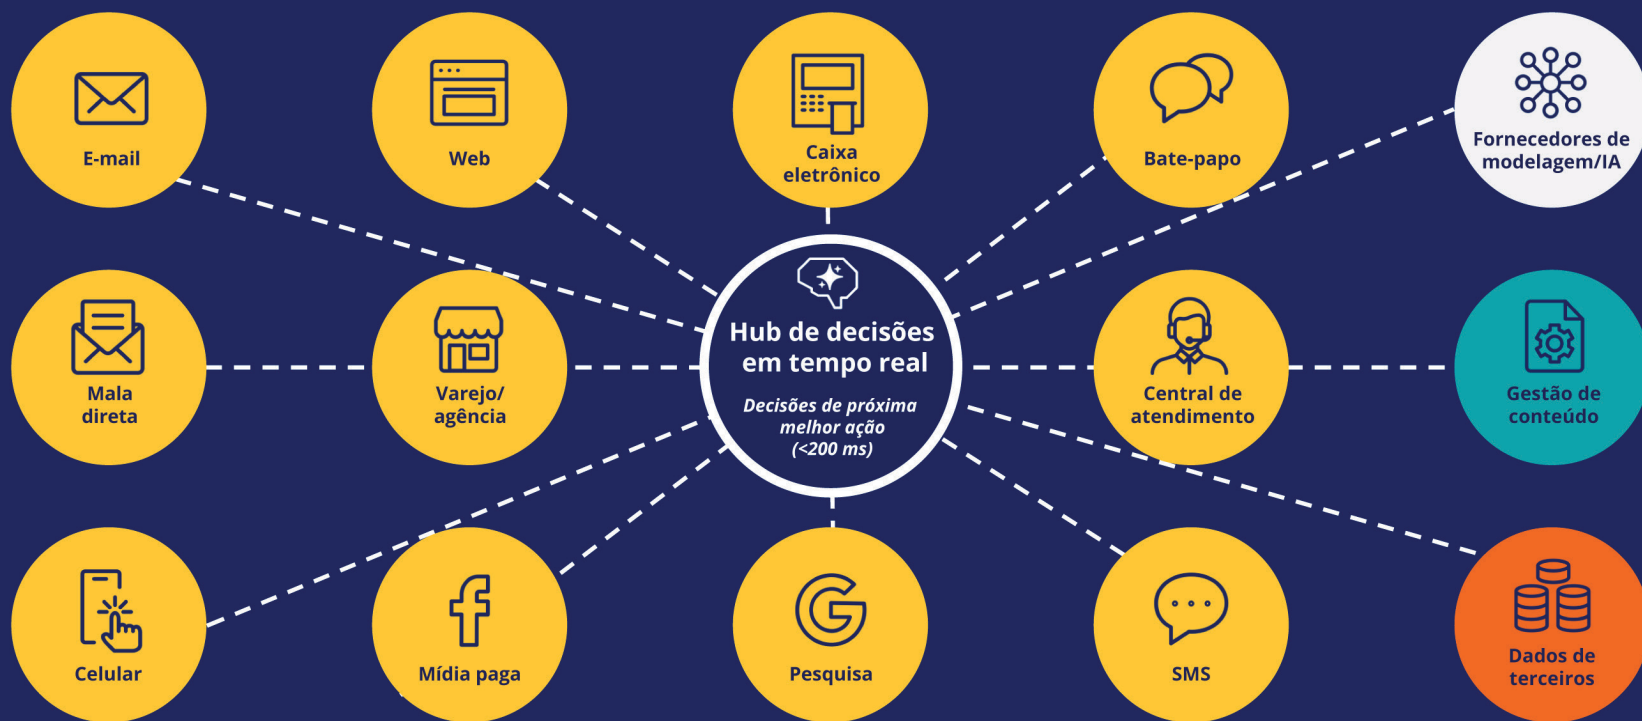 E-mail
Web
Caixa
eletrônico
Bate-papo
Fornecedores de
modelagem/IA
Mala
direta
Varejo/
agência
Hub de decisões
em tempo real
Decisões de próxima
melhor ação
(<200 ms)
Central de
atendimento
Gestão de
conteúdo
Celular
Mídia paga
Pesquisa
SMS
Dados de
terceiros